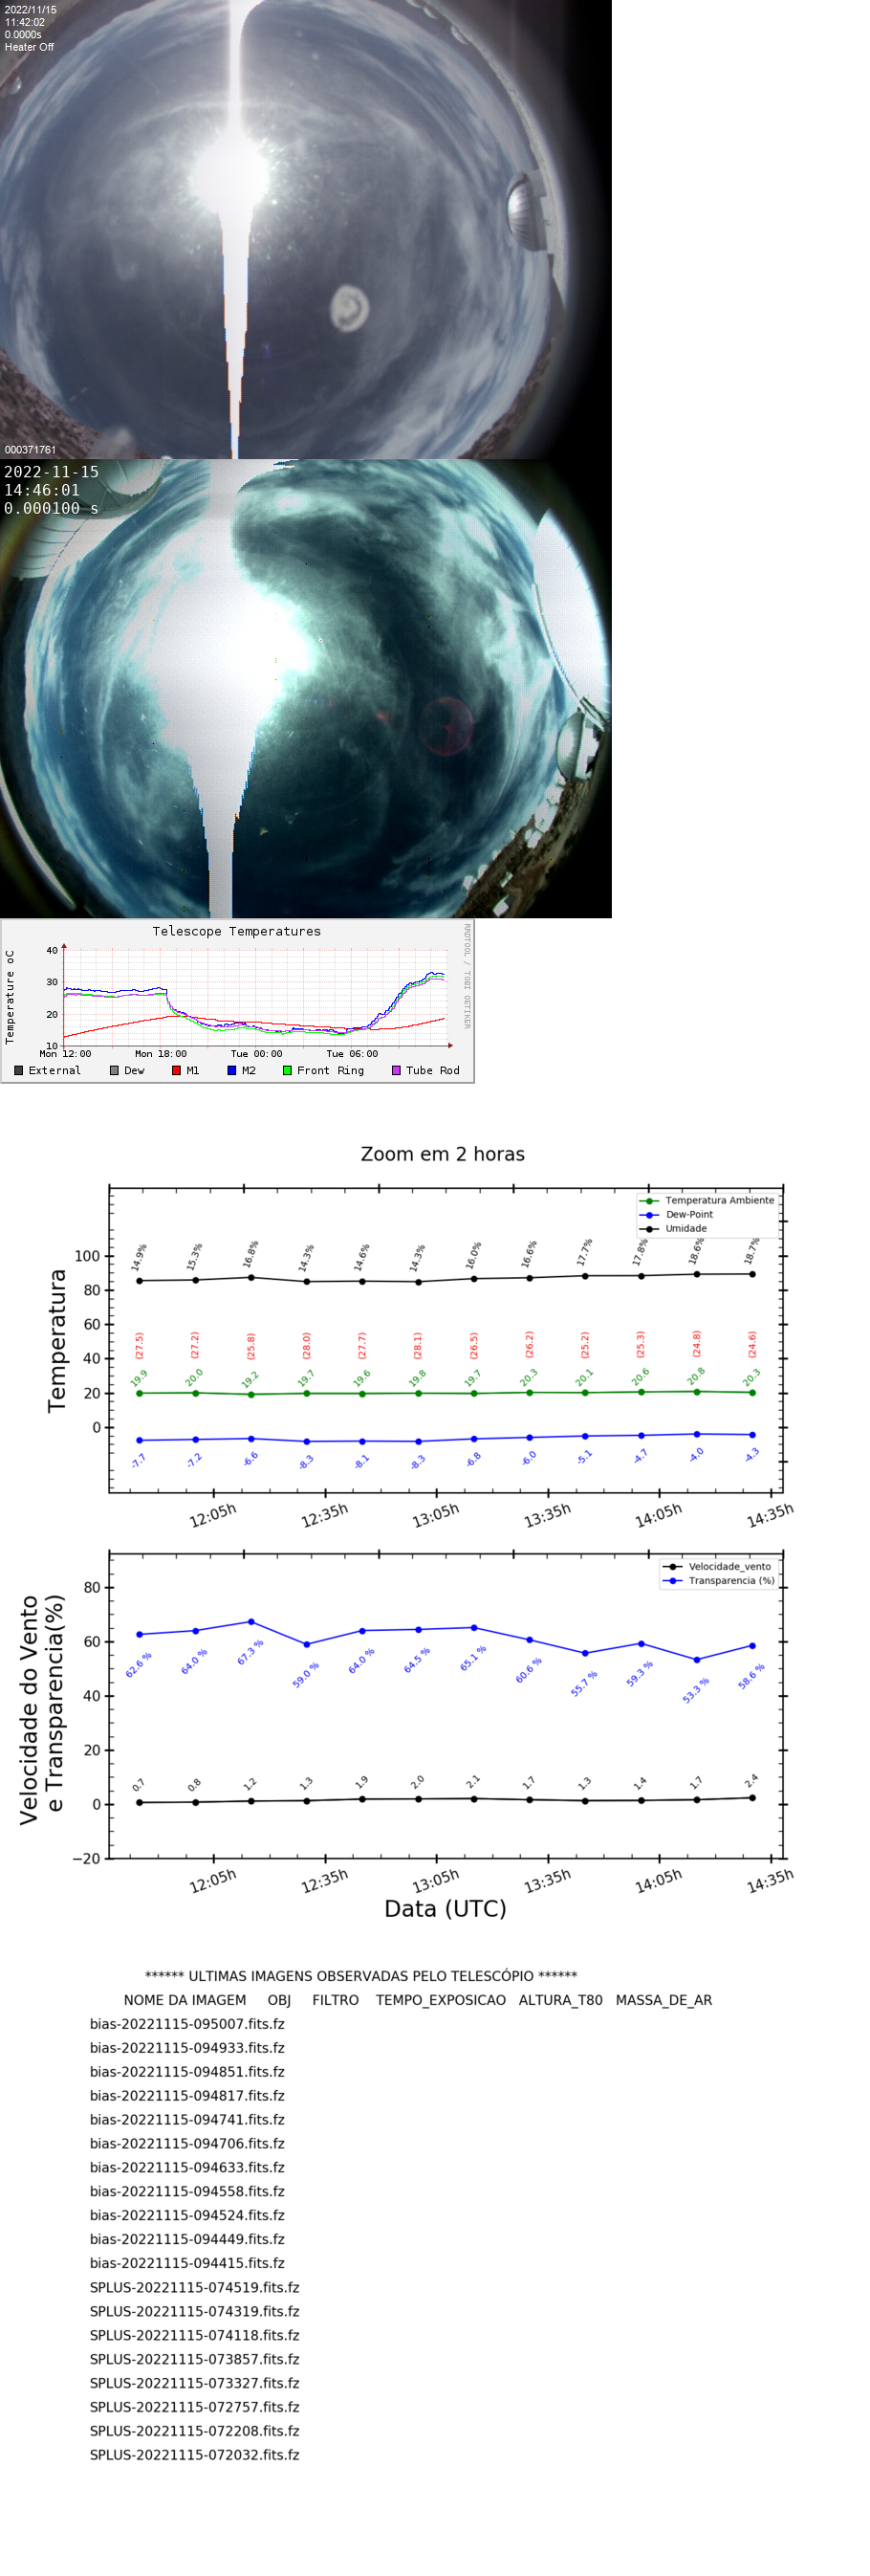 2022/11/15
11:42:02
0.0000s
Heater Off
000371761
2022-11-15
14:46:01
0.000100 s
Telescope Temperatures
RRDTOOL / TOBI OETIKER
Temperature oC
40
30
20
10
Mon 12:00 Mon 18:00 Tue 00:00 Tue 06:00
External Dew M1 M2 Front Ring Tube Rod
Zoom em 2 horas
Temperatura Ambiente
Dew-Point
Umidade
Temperatura
100
80
60
40
20
0
14.9% 15.3% 16.8% 14.3% 14.6% 14.3% 16.0% 16.6% 17.7% 17.8% 18.6% 18.7%
(27.5) (27.2) (25.8) (28.0) (27.7) (28.1) (26.5) (26.2) (25.2) (25.3) (24.8) (24.6)
19.9 20.0 19.2 19.7 19.6 19.8 19.7 20.3 20.1 20.6 20.8 20.3
-7.7 -7.2 -6.6 -8.3 -8.1 -8.3 -6.8 -6.0 -5.1 -4.7 -4.0 -4.3
12:05h 12:35h 13:05h 13:35h 14:05h 14:35h
Velocidade_vento
Transparencia (%)
Velocidade do Vento
e Transparencia(%)
80
60
40
20
0
−20
62.6 % 64.0 % 67.3 % 59.0 % 64.0 % 64.5 % 65.1 % 60.6 % 55.7 % 59.3 % 53.3 % 58.6 %
0.7 0.8 1.2 1.3 1.9 2.0 2.1 1.7 1.3 1.4 1.7 2.4
12:05h 12:35h 13:05h 13:35h 14:05h 14:35h
Data (UTC)
****** ULTIMAS IMAGENS OBSERVADAS PELO TELESCÓPIO ******
NOME DA IMAGEM OBJ FILTRO TEMPO_EXPOSICAO ALTURA_T80 MASSA_DE_AR
bias-20221115-095007.fits.fz
bias-20221115-094933.fits.fz
bias-20221115-094851.fits.fz
bias-20221115-094817.fits.fz
bias-20221115-094741.fits.fz
bias-20221115-094706.fits.fz
bias-20221115-094633.fits.fz
bias-20221115-094558.fits.fz
bias-20221115-094524.fits.fz
bias-20221115-094449.fits.fz
bias-20221115-094415.fits.fz
SPLUS-20221115-074519.fits.fz
SPLUS-20221115-074319.fits.fz
SPLUS-20221115-074118.fits.fz
SPLUS-20221115-073857.fits.fz
SPLUS-20221115-073327.fits.fz
SPLUS-20221115-072757.fits.fz
SPLUS-20221115-072208.fits.fz
SPLUS-20221115-072032.fits.fz